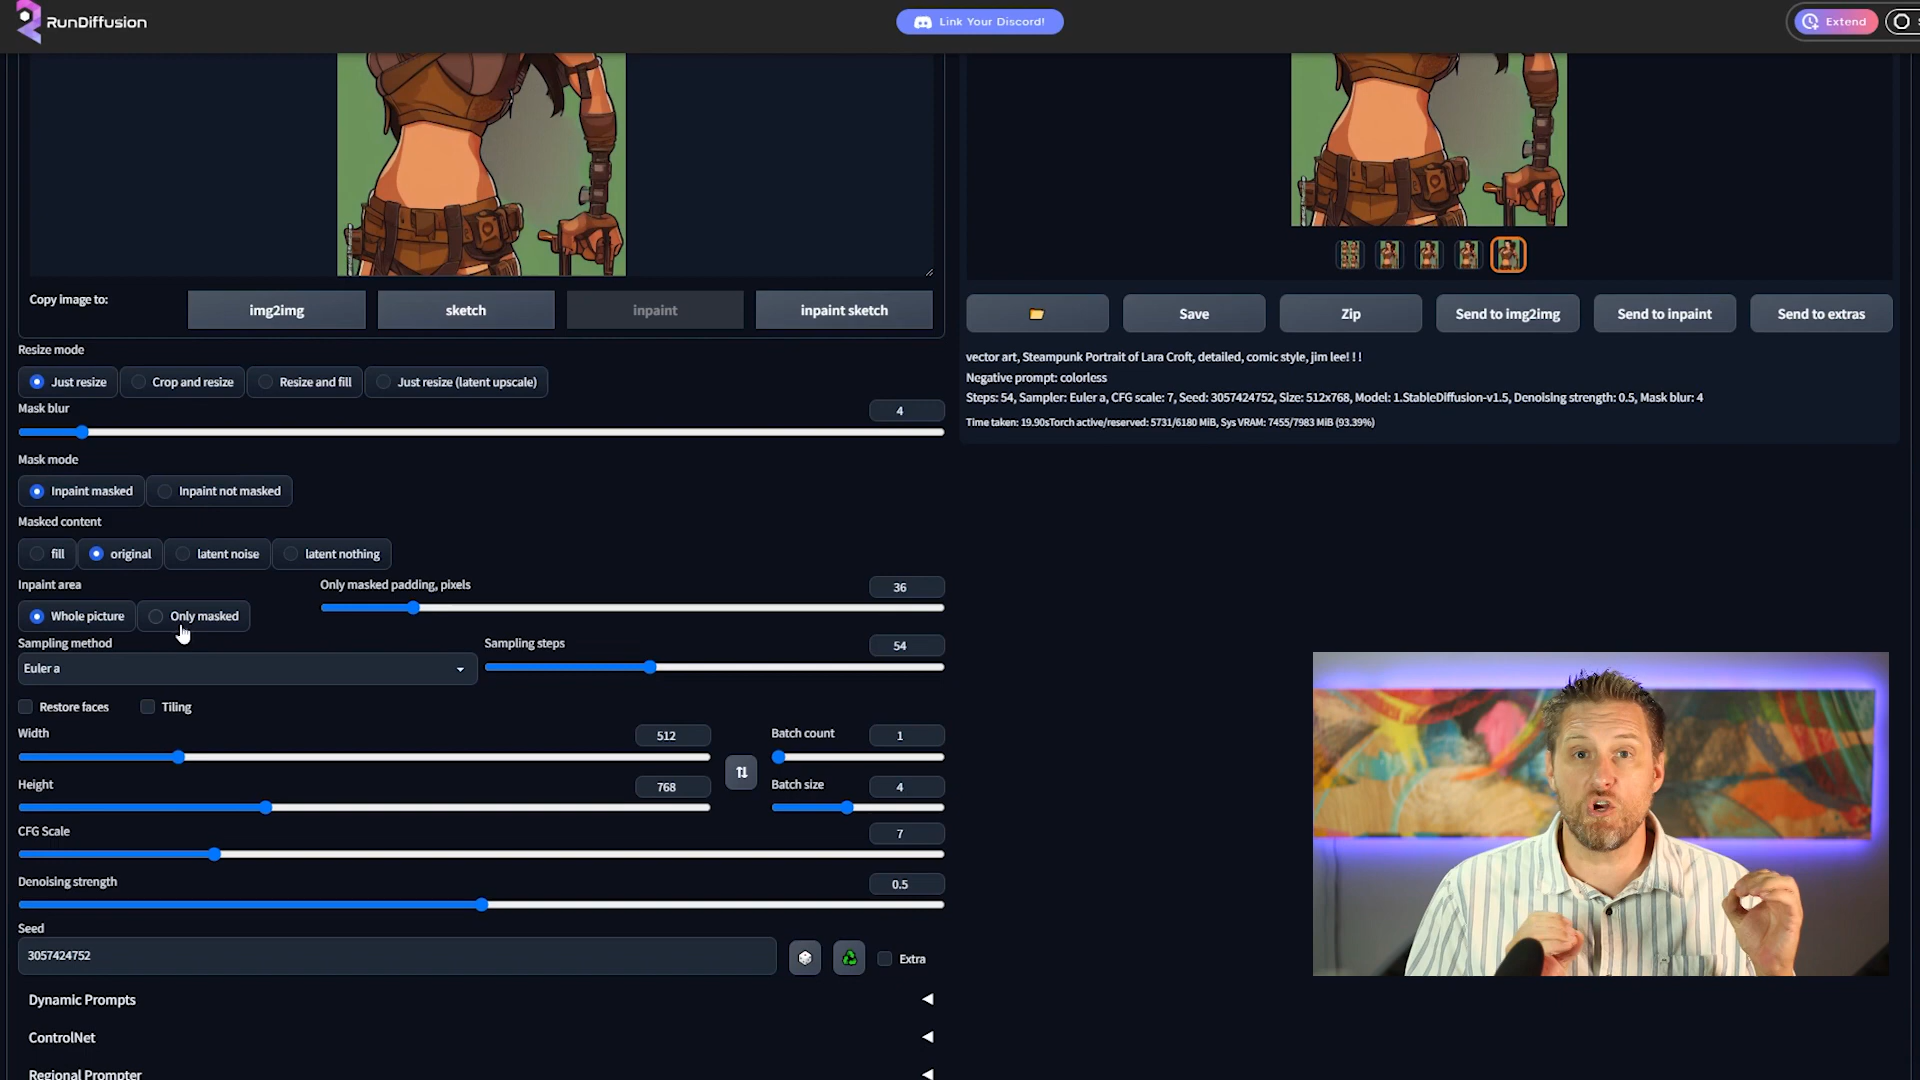 RunDiffusion
Link Your Discord!
Extend
Copy image to:
img2img
sketch
inpaint
inpaint sketch
Save
Zip
Send to img2img
Send to inpaint
Send to extras
Resize mode
Just resize
Crop and resize
Resize and fill
Just resize (latent upscale)
vector art, Steampunk Portrait of Lara Croft, detailed, comic style, jim lee! ! !
Negative prompt: colorless
Steps: 54, Sampler: Euler a, CFG scale: 7, Seed: 3057424752, Size: 512x768, Model: 1.StableDiffusion-v1.5, Denoising strength: 0.5, Mask blur: 4
Time taken: 19.90sTorch active/reserved: 5731/6180 MiB, Sys VRAM: 7455/7983 MiB (93.39%)
Mask blur
4
Mask mode
Inpaint masked
Inpaint not masked
Masked content
fill
original
latent noise
latent nothing
Inpaint area
Only masked padding, pixels
36
Whole picture
Only masked
Sampling method
Sampling steps
54
Euler a
Restore faces
Tiling
Width
512
Batch count
1
Height
768
Batch size
4
CFG Scale
7
Denoising strength
0.5
Seed
3057424752
Extra
Dynamic Prompts
ControlNet
Regional Prompter